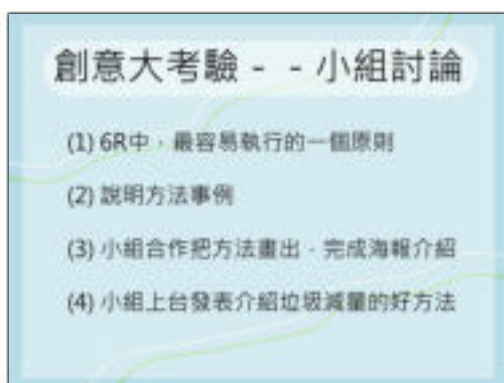 創意大考驗 - - 小組討論
(1) 6R中，最容易執行的一個原則
(2) 說明方法事例
(3) 小組合作把方法畫出，完成海報介紹
(4) 小組上台發表介紹垃圾減量的好方法